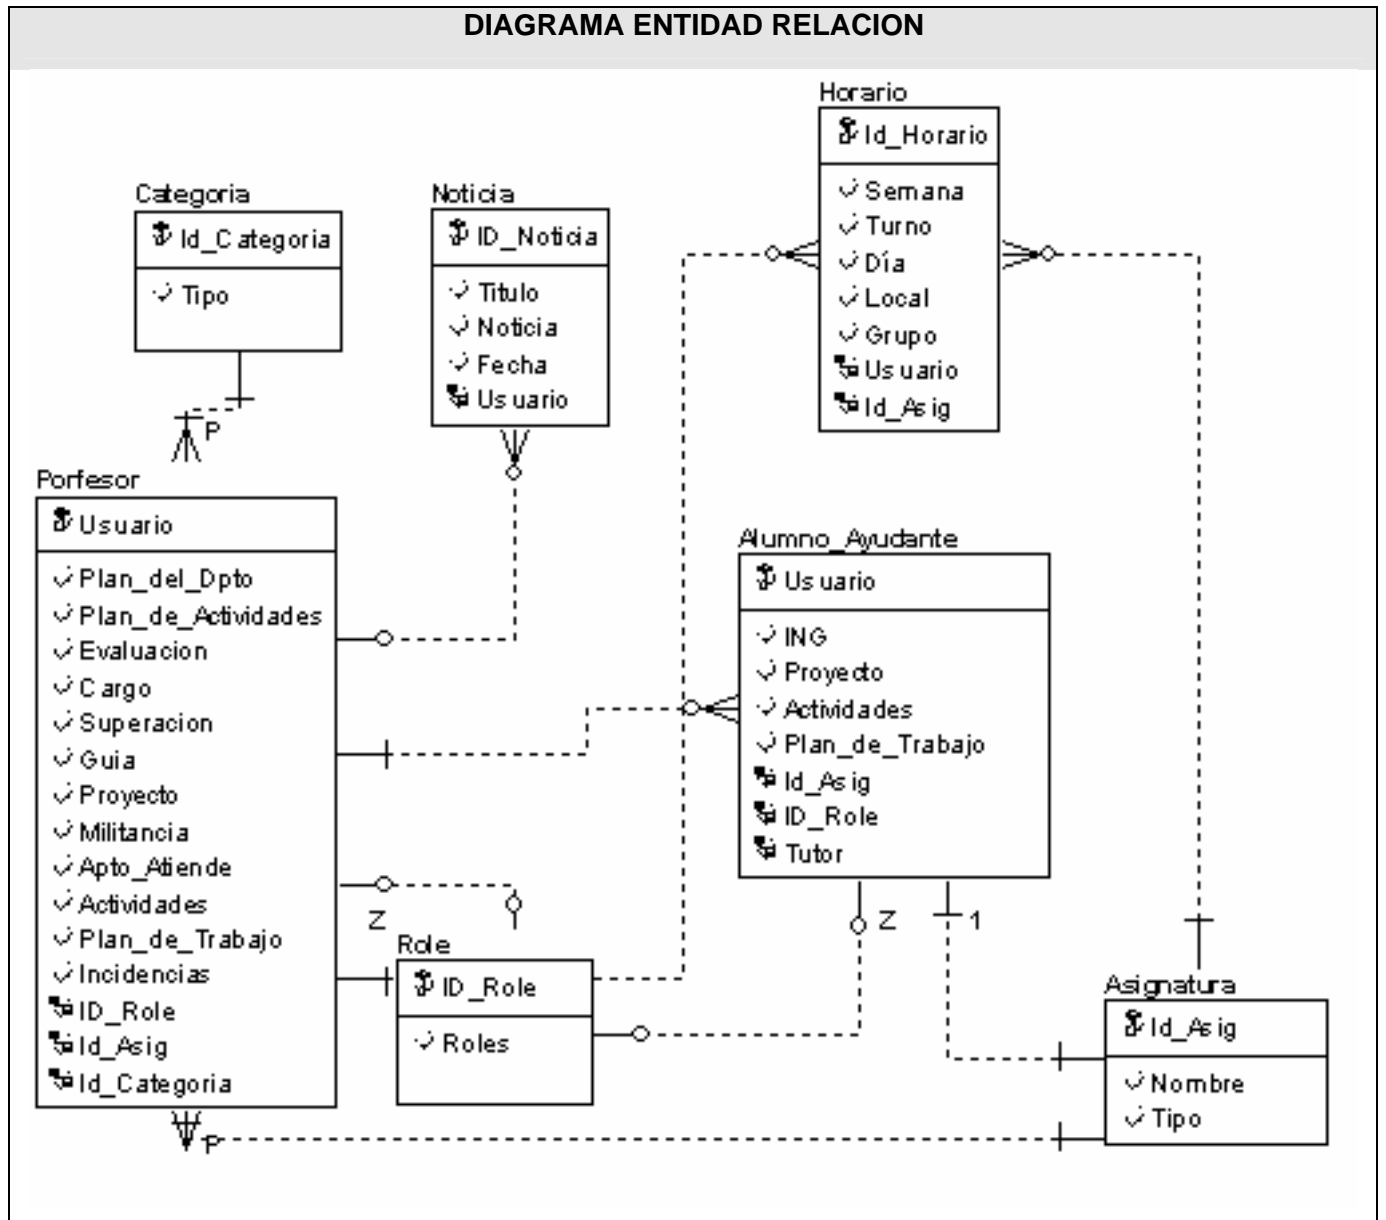 DIAGRAMA ENTIDAD RELACION
Horario
Id_Horario
Semana
Turno
Día
Local
Grupo
Usuario
Id_Asig
Categoria
Id_Categoria
Tipo
Noticia
ID_Noticia
Titulo
Noticia
Fecha
Usuario
P
Porfesor
Usuario
Plan_del_Dpto
Plan_de_Actividades
Evaluacion
Cargo
Superacion
Guia
Proyecto
Militancia
Apto_Atiende
Actividades
Plan_de_Trabajo
Incidencias
ID_Role
Id_Asig
Id_Categoria
P
Alumno_Ayudante
Usuario
ING
Proyecto
Actividades
Plan_de_Trabajo
Id_Asig
ID_Role
Tutor
Z
1
Z
Role
ID_Role
Roles
Asignatura
Id_Asig
Nombre
Tipo